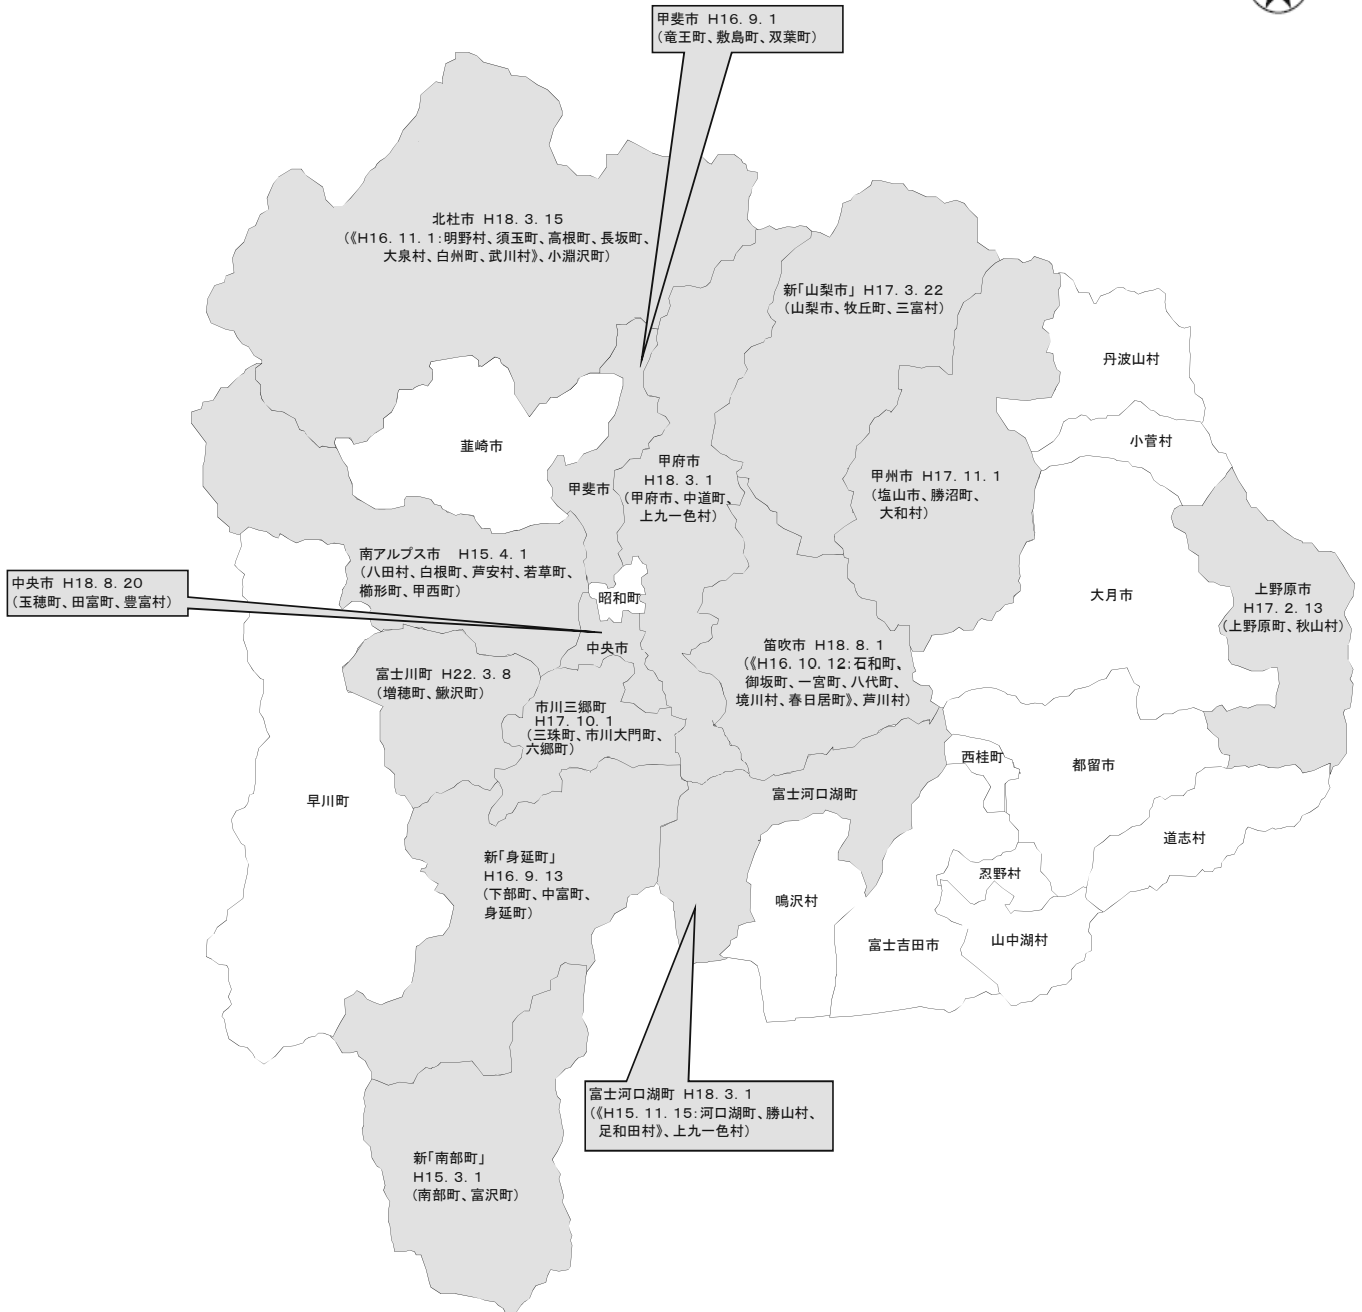 甲斐市 H16. 9. 1
(竜王町、敷島町、双葉町)
北杜市 H18. 3. 15
(《H16. 11. 1:明野村、須玉町、高根町、長坂町、
大泉村、白州町、武川村》、小淵沢町)
新「山梨市」 H17. 3. 22
(山梨市、牧丘町、三富村)
丹波山村
小菅村
韮崎市
甲斐市
甲府市
H18. 3. 1
(甲府市、中道町、
上九一色村)
甲州市 H17. 11. 1
(塩山市、勝沼町、
大和村)
南アルプス市 H15. 4. 1
(八田村、白根町、芦安村、若草町、
櫛形町、甲西町)
中央市 H18. 8. 20
(玉穂町、田富町、豊富村)
昭和町
大月市
上野原市
H17. 2. 13
(上野原町、秋山村)
中央市
笛吹市 H18. 8. 1
(《H16. 10. 12:石和町、
御坂町、一宮町、八代町、
境川村、春日居町》、芦川村)
富士川町 H22. 3. 8
(増穂町、鰍沢町)
市川三郷町
H17. 10. 1
(三珠町、市川大門町、
六郷町)
西桂町
都留市
早川町
富士河口湖町
道志村
新「身延町」
H16. 9. 13
(下部町、中富町、
身延町)
忍野村
鳴沢村
富士吉田市
山中湖村
富士河口湖町 H18. 3. 1
(《H15. 11. 15:河口湖町、勝山村、
足和田村》、上九一色村)
新「南部町」
H15. 3. 1
(南部町、富沢町)